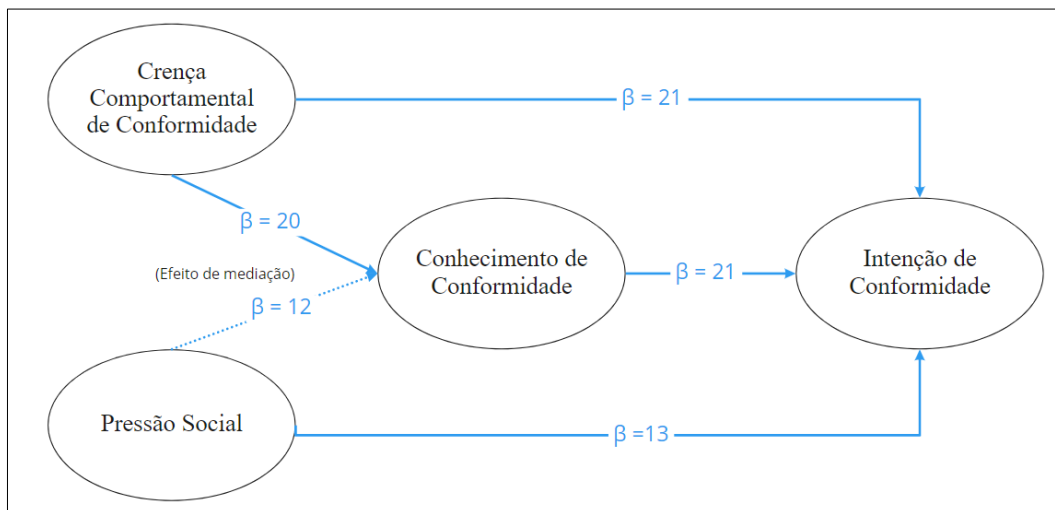 Crença
Comportamental
de Conformidade
β = 21
β = 20
(Efeito de mediação)
β = 12
Conhecimento de
Conformidade
β = 21
Intenção de
Conformidade
Pressão Social
β =13